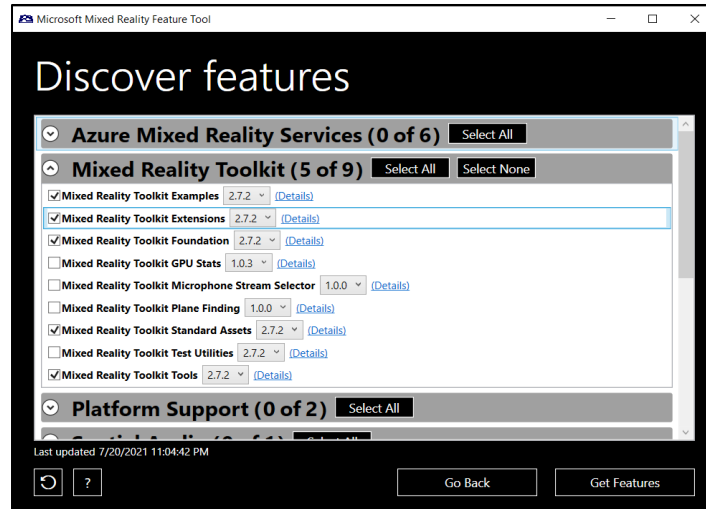 Microsoft Mixed Reality Feature Tool
Discover features
Azure Mixed Reality Services (0 of 6) Select All
Mixed Reality Toolkit (5 of 9) Select All Select None
Mixed Reality Toolkit Examples 2.7.2 (Details)
Mixed Reality Toolkit Extensions 2.7.2 (Details)
Mixed Reality Toolkit Foundation 2.7.2 (Details)
Mixed Reality Toolkit GPU Stats 1.0.3 (Details)
Mixed Reality Toolkit Microphone Stream Selector 1.0.0 (Details)
Mixed Reality Toolkit Plane Finding 1.0.0 (Details)
Mixed Reality Toolkit Standard Assets 2.7.2 (Details)
Mixed Reality Toolkit Test Utilities 2.7.2 (Details)
Mixed Reality Toolkit Tools 2.7.2 (Details)
Platform Support (0 of 2) Select All
Last updated 7/20/2021 11:04:42 PM
? Go Back Get Features